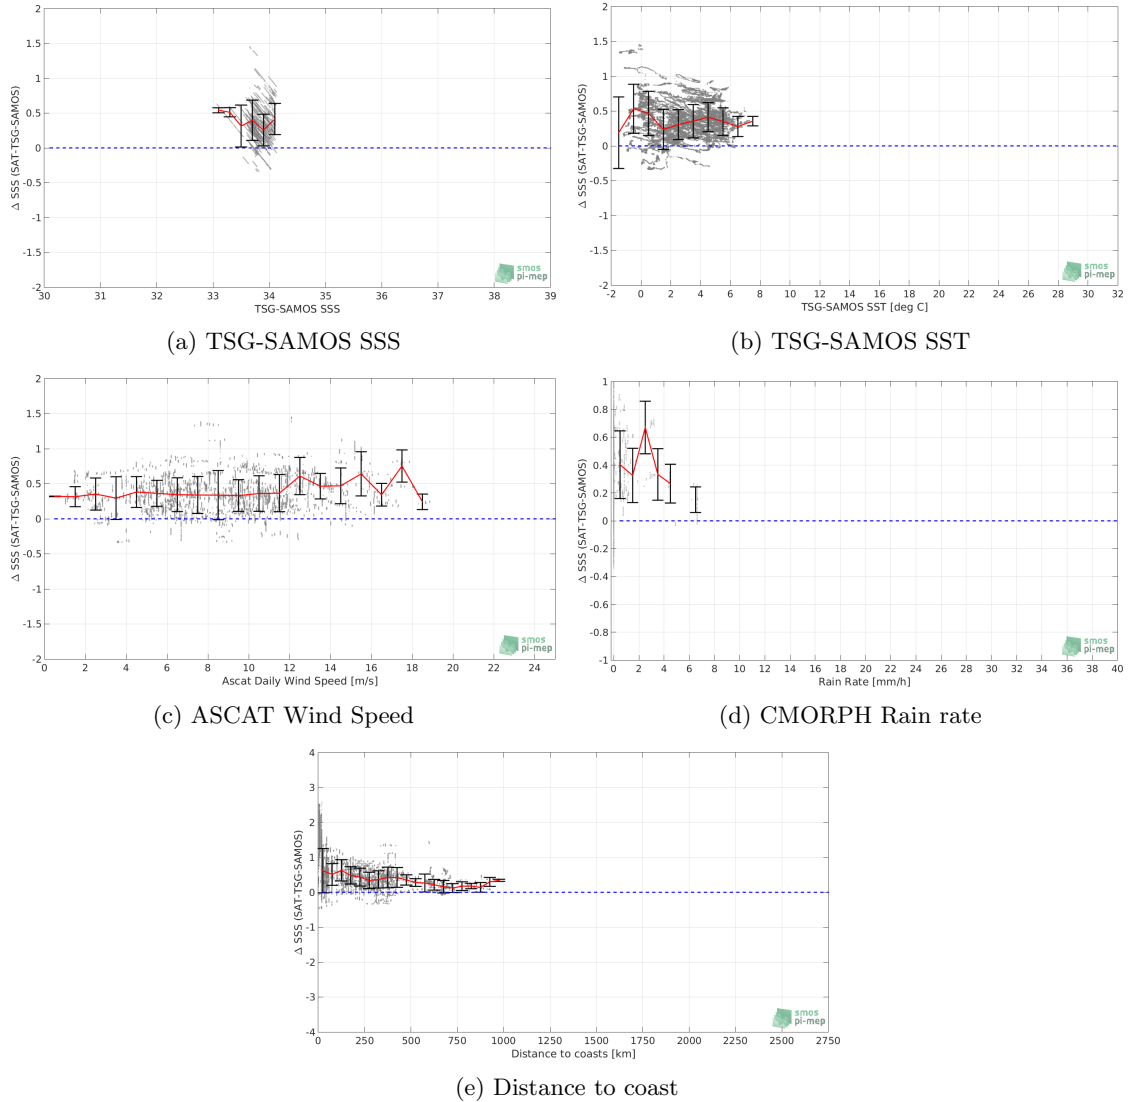 2
1.5
1
0.5
0
0.5
1
1.5
2
Δ SSS (SAT-TSG-SAMOS)
30 31 32 33 34 35 36 37 38 39
TSG-SAMOS SSS
smos
pi-mep
(a) TSG-SAMOS SSS
2
1.5
1
0.5
0
0.5
1
1.5
2
Δ SSS (SAT-TSG-SAMOS)
-2 0 2 4 6 8 10 12 14 16 18 20 22 24 26 28 30 32
TSG-SAMOS SST [deg C]
smos
pi-mep
(b) TSG-SAMOS SST
2
1.5
1
0.5
0
0.5
1
1.5
2
Δ SSS (SAT-TSG-SAMOS)
0 2 4 6 8 10 12 14 16 18 20 22 24
Ascat Daily Wind Speed [m/s]
smos
pi-mep
(c) ASCAT Wind Speed
1
0.8
0.6
0.4
0.2
0
0.2
0.4
0.6
0.8
-1
Δ SSS (SAT-TSG-SAMOS)
0 2 4 6 8 10 12 14 16 18 20 22 24 26 28 30 32 34 36 38 40
Rain Rate [mm/h]
smos
pi-mep
(d) CMORPH Rain rate
4
3
2
1
0
1
2
3
4
Δ SSS (SAT-TSG-SAMOS)
0 250 500 750 1000 1250 1500 1750 2000 2250 2500 2750
Distance to coasts [km]
smos
pi-mep
(e) Distance to coast